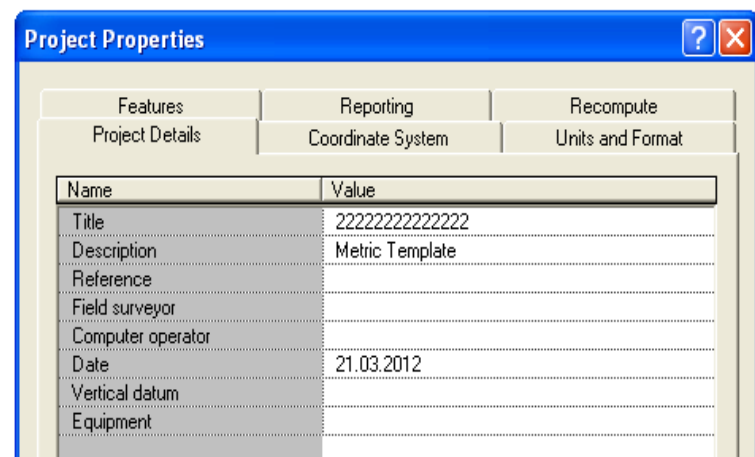 Project Properties
Features Reporting Recompute
Project Details Coordinate System Units and Format
Name Value
Title 22222222222222
Description Metric Template
Reference
Field surveyor
Computer operator
Date 21.03.2012
Vertical datum
Equipment